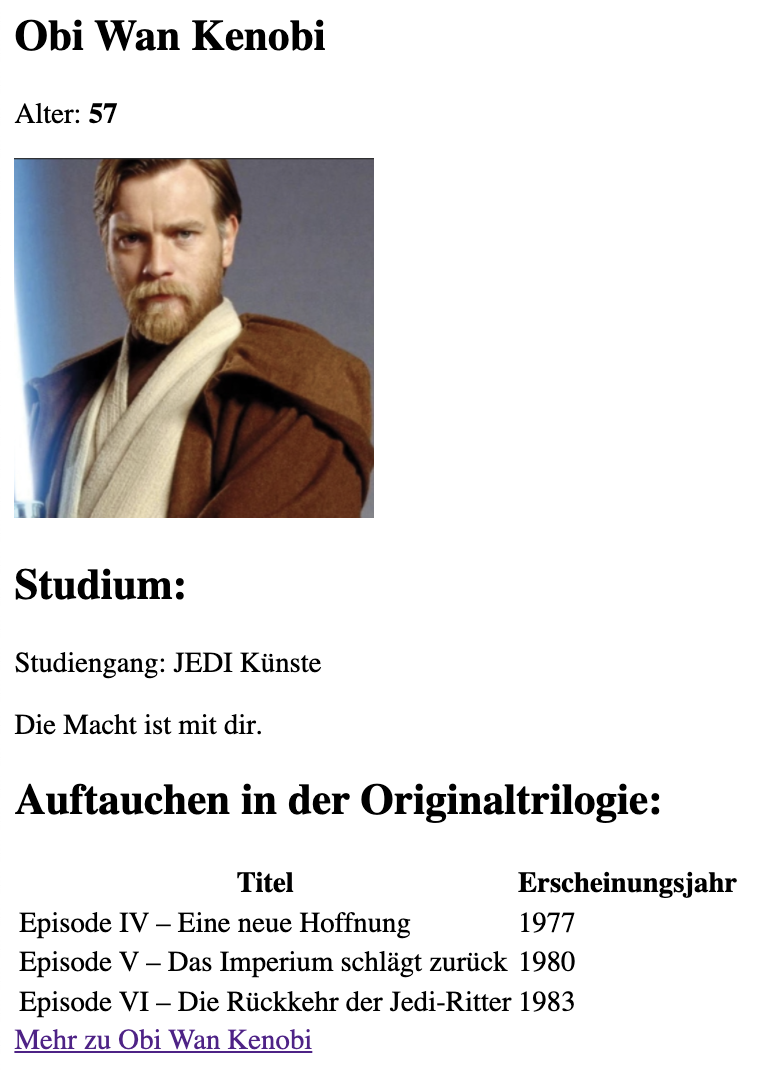 Obi Wan Kenobi
Alter: 57
Studium:
Studiengang: JEDI Künste
Die Macht ist mit dir.
Auftauchen in der Originaltrilogie:
Titel Erscheinungsjahr
Episode IV – Eine neue Hoffnung 1977
Episode V – Das Imperium schlägt zurück 1980
Episode VI – Die Rückkehr der Jedi-Ritter 1983
Mehr zu Obi Wan Kenobi